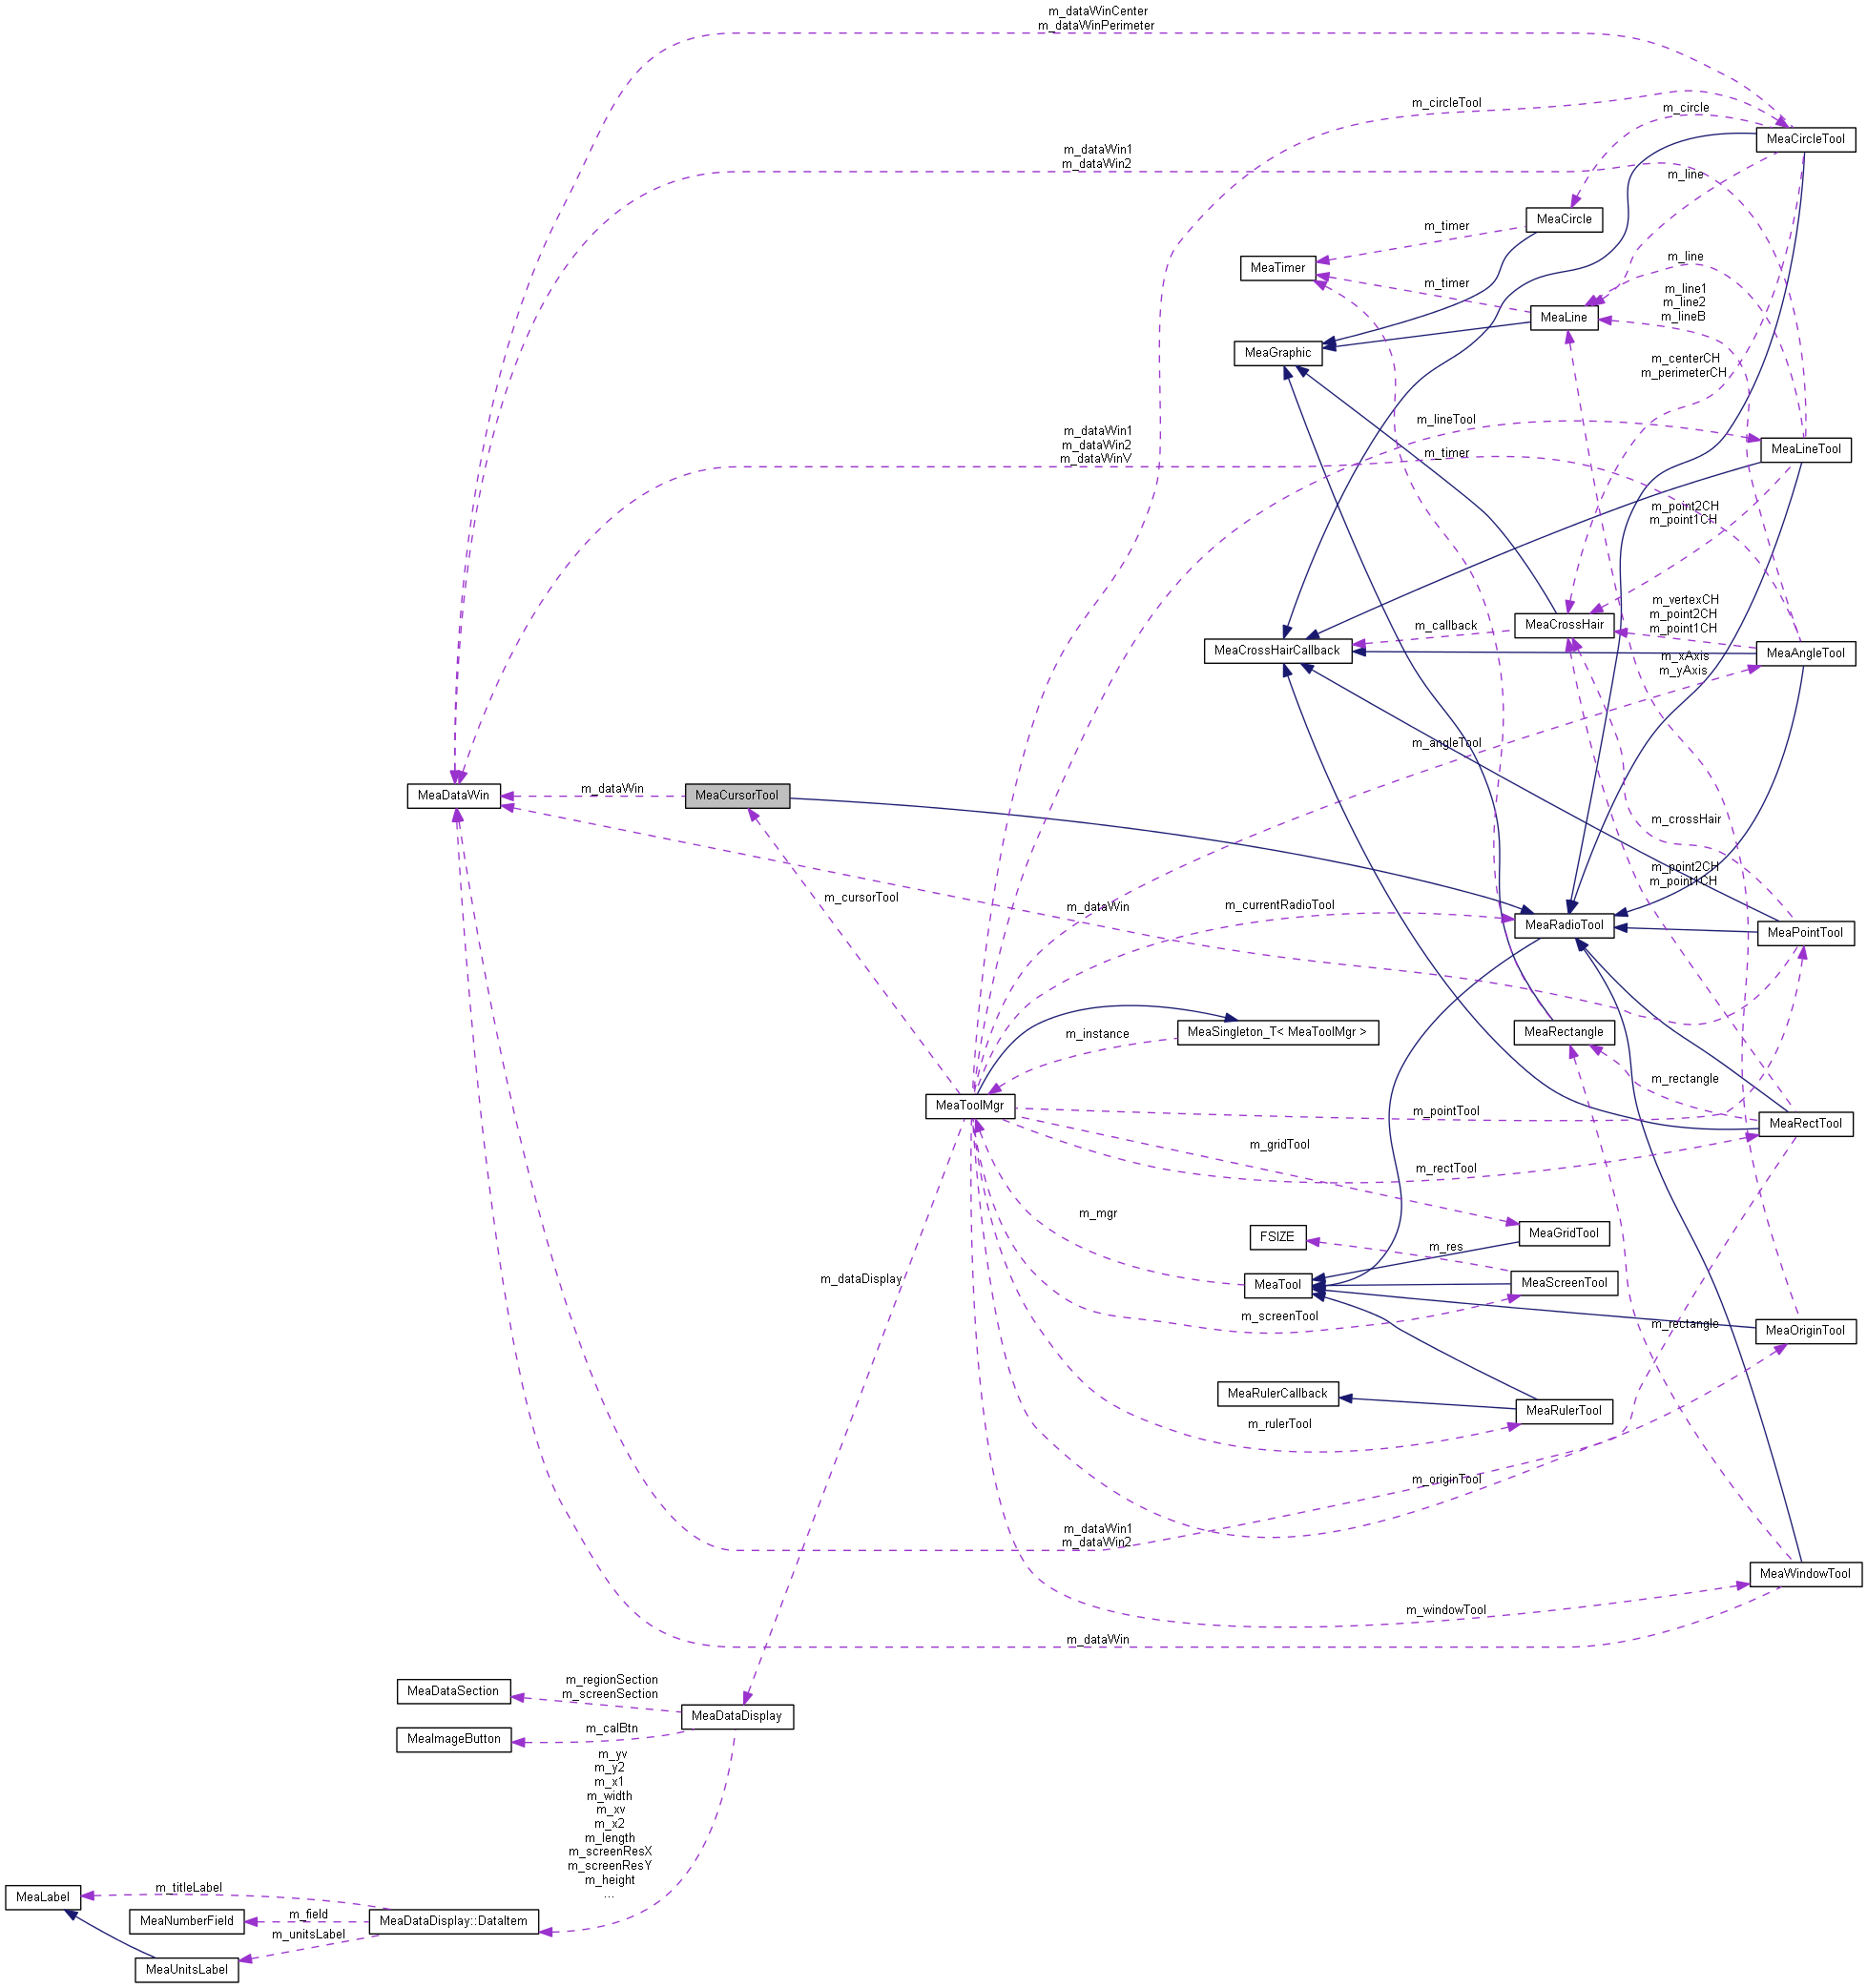 m_dataWinCenter
m_dataWinPerimeter
m_circleTool
m_circle
MeaCircleTool
m_dataWin1
m_dataWin2
m_line
MeaCircle
m_timer
MeaTimer
m_line
m_timer
m_line1
m_line2
m_lineB
MeaLine
MeaGraphic
m_centerCH
m_perimeterCH
m_lineTool
m_dataWin1
m_dataWin2
m_dataWinV
m_timer
MeaLineTool
m_point2CH
m_point1CH
m_vertexCH
m_point2CH
m_point1CH
MeaCrossHair
m_callback
MeaCrossHairCallback
MeaAngleTool
m_xAxis
m_yAxis
m_angleTool
MeaDataWin
m_dataWin
MeaCursorTool
m_crossHair
m_point2CH
m_point1CH
m_cursorTool
m_dataWin
m_currentRadioTool
MeaRadioTool
MeaPointTool
m_instance
MeaSingleton_T< MeaToolMgr >
MeaRectangle
m_rectangle
MeaToolMgr
m_pointTool
MeaRectTool
m_gridTool
m_rectTool
m_mgr
FSIZE
MeaGridTool
m_res
m_dataDisplay
MeaTool
MeaScreenTool
m_screenTool
m_rectangle
MeaOriginTool
MeaRulerCallback
MeaRulerTool
m_rulerTool
m_originTool
m_dataWin1
m_dataWin2
MeaWindowTool
m_windowTool
m_dataWin
m_regionSection
m_screenSection
MeaDataSection
MeaDataDisplay
m_calBtn
MeaImageButton
m_yv
m_y2
m_x1
m_width
m_xv
m_x2
m_length
m_screenResX
m_screenResY
m_height
...
MeaLabel
m_titleLabel
MeaNumberField
m_field
MeaDataDisplay::DataItem
m_unitsLabel
MeaUnitsLabel